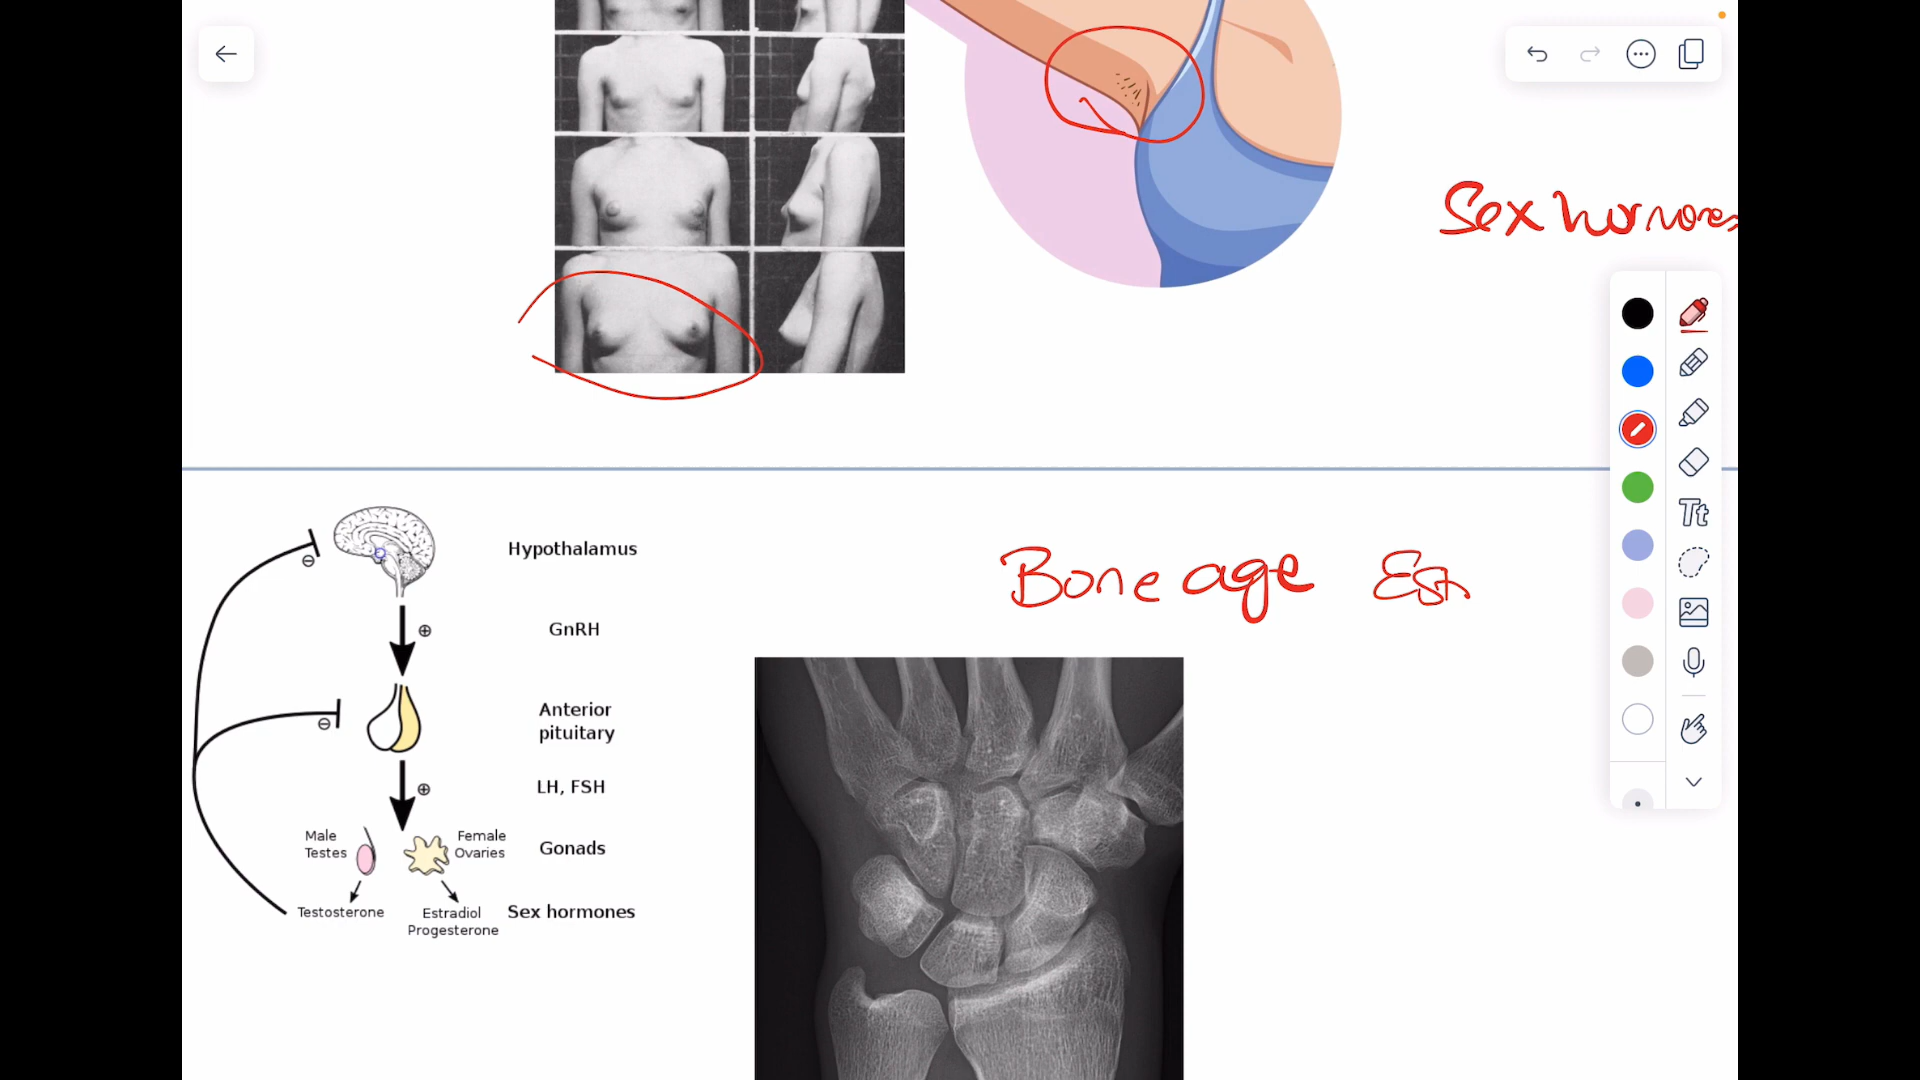 Sex hormones
Tt
Bone age Est
Hypothalamus
GnRH
Anterior
pituitary
LH, FSH
Male
Testes
Female
Ovaries
Gonads
Testosterone
Estradiol
Progesterone
Sex hormones